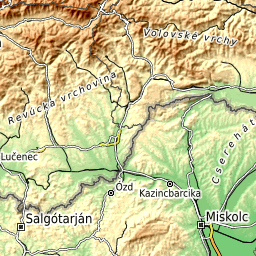 Volovské vrchy
Revúcka vrchovina
Cserehát
Lučenec
Ózd
Kazincbarcika
Salgótarján
Miskolc